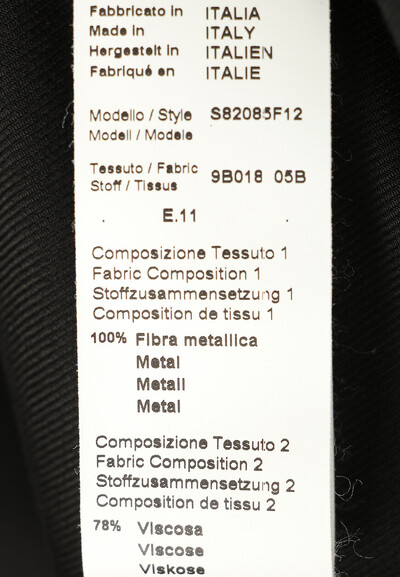 Fabbricato in ITALIA
Made in ITALY
Hergestelt in ITALIEN
Fabriqué en ITALIE
Modello / Style S82085F12
Modell / Modele
Tessuto / Fabric 9B018 05B
Stoff / Tissus
E.11
Composizione Tessuto 1
Fabric Composition 1
Stoffzusammensetzung 1
Composition de tissu 1
100% Fibra metallica
Metal
Metall
Metal
Composizione Tessuto 2
Fabric Composition 2
Stoffzusammensetzung 2
Composition de tissu 2
78% Viscosa
Viscose
Viskose